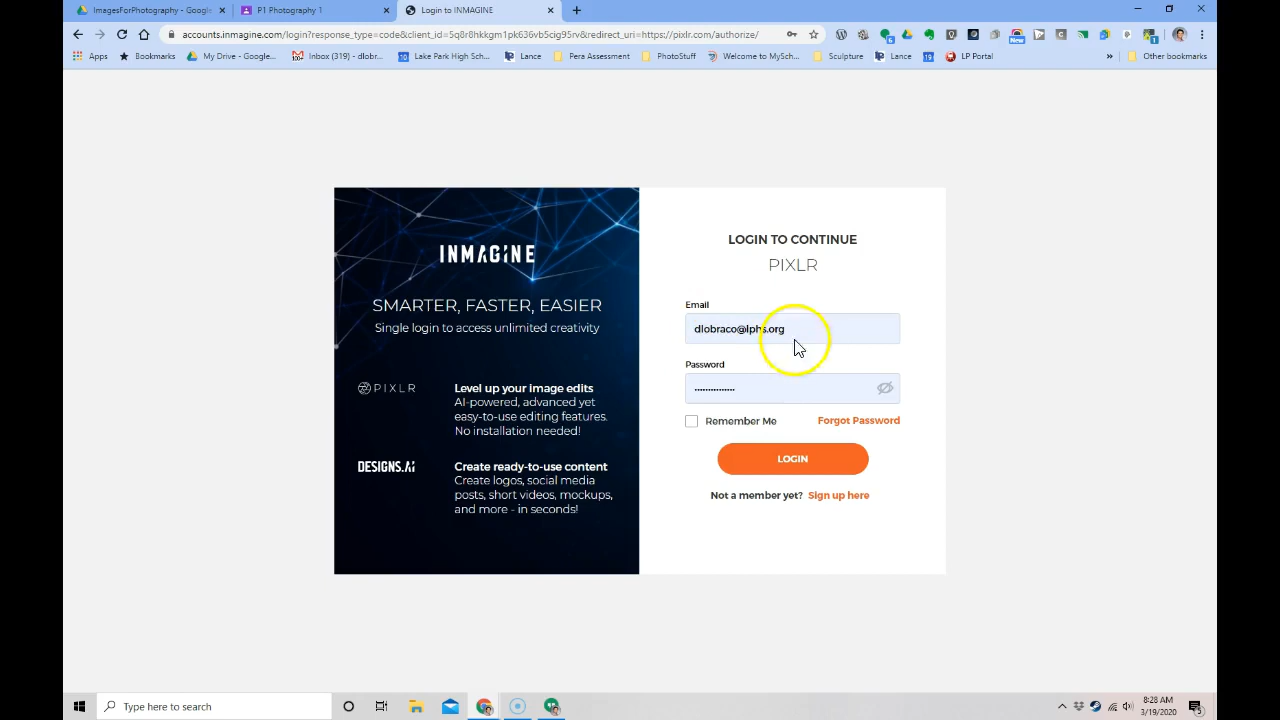 ImagesForPhotography - Google
P1 Photography 1
Login to INMAGINE
accounts.inmagine.com/login?response_type=code&client_id=5q8r8hkkgm1pk636vb5cig95rv&redirect_uri=https://pixlr.com/authorize/
Apps
Bookmarks
My Drive - Google...
Inbox (319) - dlobr...
Lake Park High Sch...
Lance
Pera Assessment
PhotoStuff
Welcome to MySch...
Sculpture
Lance
LP Portal
»
Other bookmarks
INMAGINE
SMARTER, FASTER, EASIER
Single login to access unlimited creativity
PIXLR
Level up your image edits
AI-powered, advanced yet
easy-to-use editing features.
No installation needed!
DESIGNS.Ai
Create ready-to-use content
Create logos, social media
posts, short videos, mockups,
and more - in seconds!
LOGIN TO CONTINUE
PIXLR
Email
dlobraco@lphs.org
Password
Remember Me
Forgot Password
LOGIN
Not a member yet? Sign up here
Type here to search
8:28 AM
3/19/2020